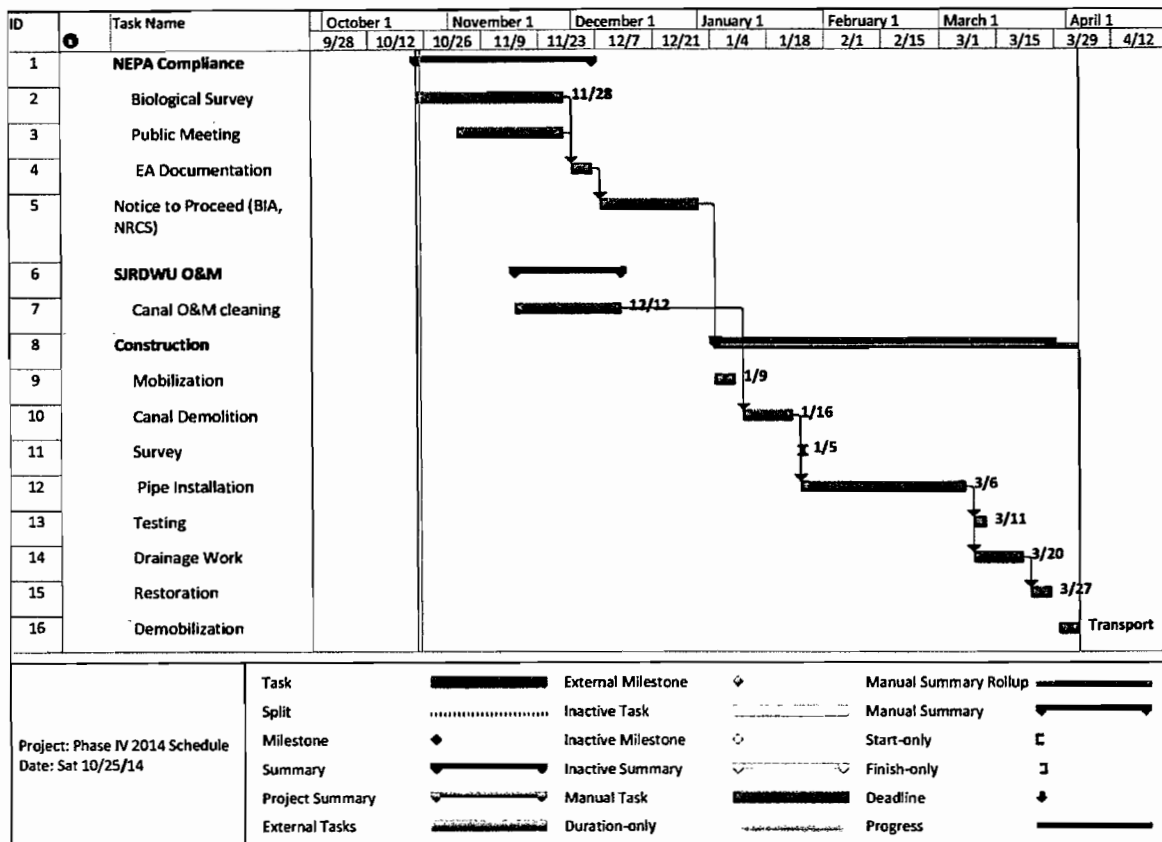 ID Task Name October 1 November 1 December 1 January 1 February 1 March 1 April 1
9/28 10/12 10/26 11/9 11/23 12/7 12/21 1/4 1/18 2/1 2/15 3/1 3/15 3/29 4/12
1 NEPA Compliance
2 Biological Survey 11/28
3 Public Meeting
4 EA Documentation
5 Notice to Proceed (BIA,
NRCS)
6 SJRDWU O&M
7 Canal O&M cleaning 12/12
8 Construction
9 Mobilization 1/9
10 Canal Demolition 1/16
11 Survey 1/5
12 Pipe Installation 3/6
13 Testing 3/11
14 Drainage Work 3/20
15 Restoration 3/27
16 Demobilization Transport
Project: Phase IV 2014 Schedule
Date: Sat 10/25/14
Task External Milestone Manual Summary Rollup
Split Inactive Task Manual Summary
Milestone Inactive Milestone Start-only
Summary Inactive Summary Finish-only
Project Summary Manual Task Deadline
External Tasks Duration-only Progress